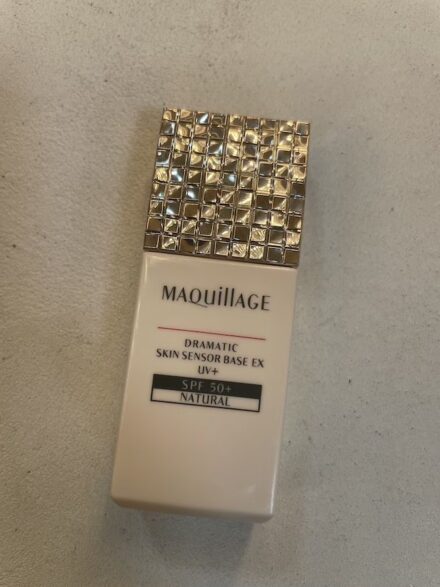 MAQuillAGE
DRAMATIC
SKIN SENSOR BASE EX
UV+
SPF 50+
NATURAL